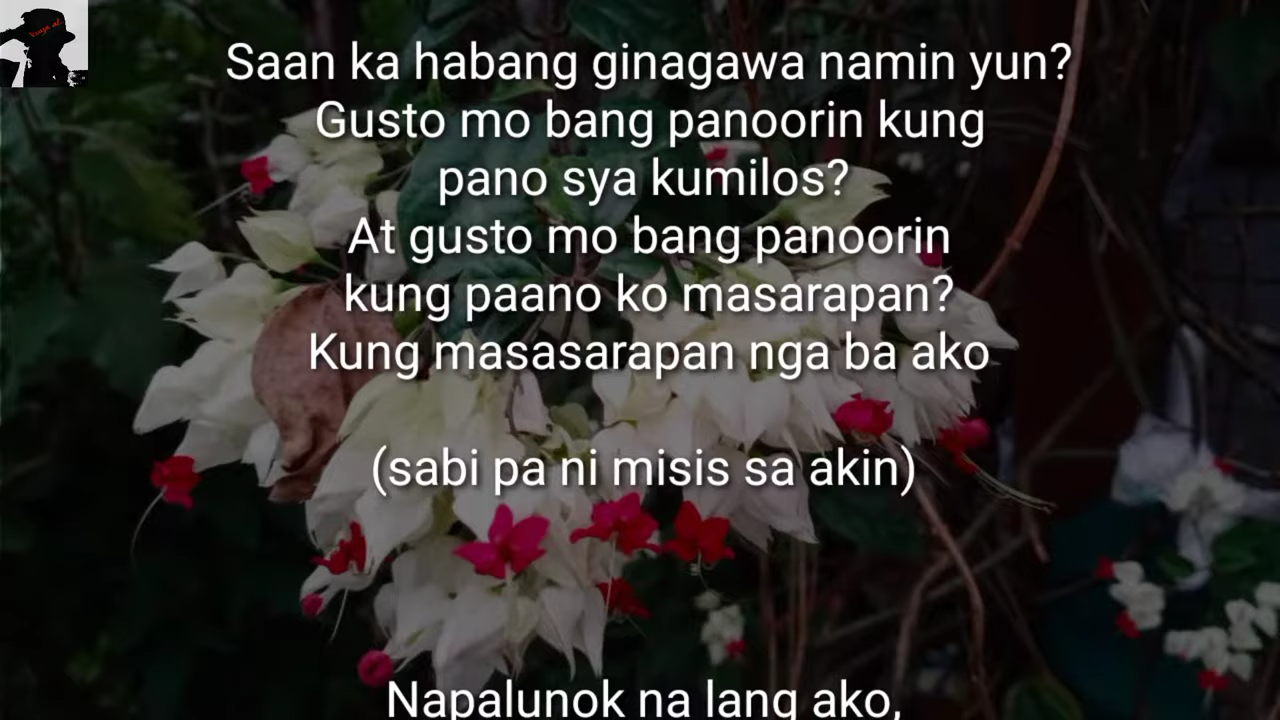 Kuya al.
Saan ka habang ginagawa namin yun?
Gusto mo bang panoorin kung
pano sya kumilos?
At gusto mo bang panoorin
kung paano ko masarapan?
Kung masasarapan nga ba ako
(sabi pa ni misis sa akin)
Napalunok na lang ako,